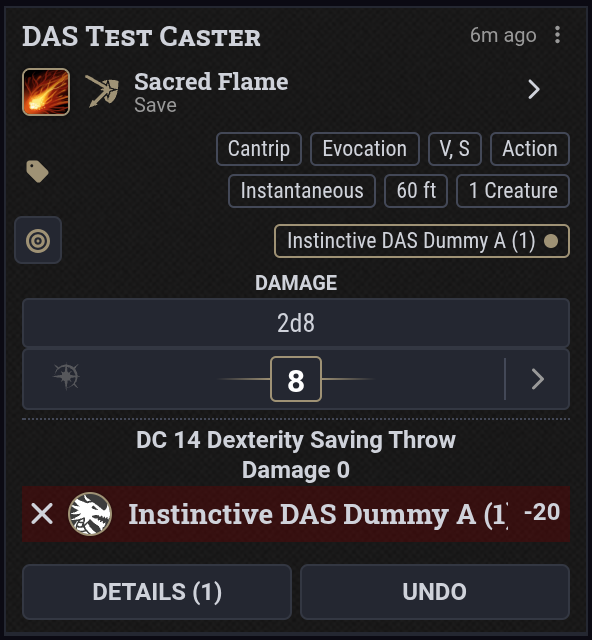 DAS Test Caster
6m ago
Sacred Flame
Save
Cantrip Evocation V, S Action
Instantaneous 60 ft 1 Creature
Instinctive DAS Dummy A (1)
DAMAGE
2d8
8
DC 14 Dexterity Saving Throw
Damage 0
Instinctive DAS Dummy A (1 -20
DETAILS (1) UNDO